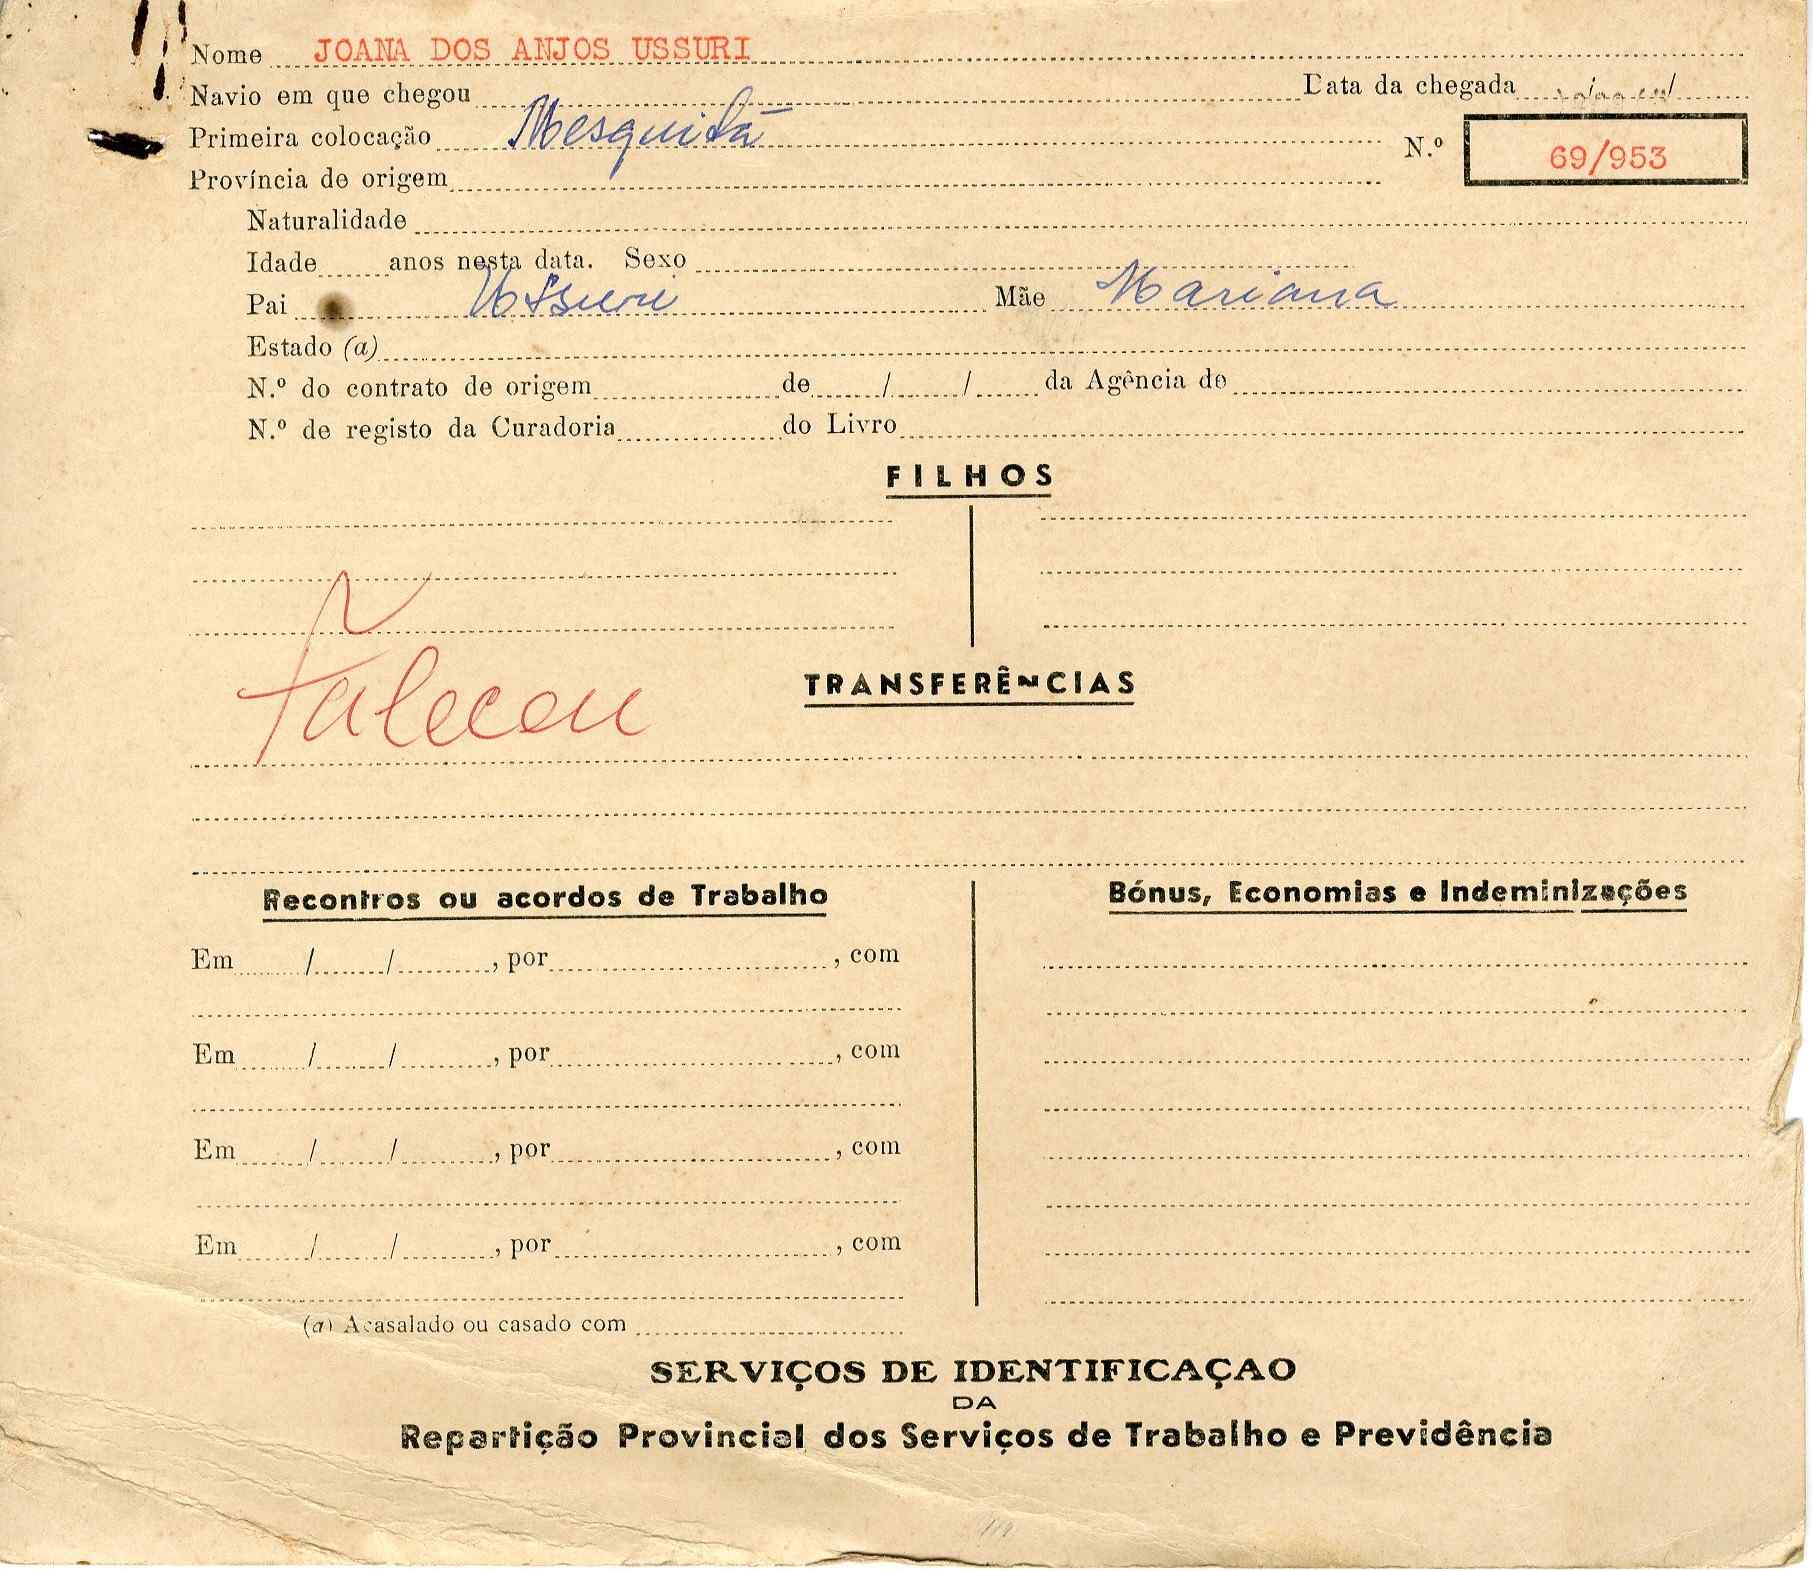 Nome JOANA DOS ANJOS USSURI
Navio em que chegou Data da chegada
Primeira colocação Mesquita N.º 69/953
Província de origem
Naturalidade
Idade anos nesta data. Sexo
Pai Ussuri Mãe Mariana
Estado (a)
N.º do contrato de origem de / / da Agência de
N.º de registo da Curadoria do Livro
FILHOS
Faleceu
TRANSFERÊNCIAS
Recontros ou acordos de Trabalho Bónus, Economias e Indeminizações
Em / / , por , com
Em / / , por , com
Em / / , por , com
Em / / , por , com
(a) Acasalado ou casado com
SERVIÇOS DE IDENTIFICAÇAO
DA
Repartição Provincial dos Serviços de Trabalho e Previdência